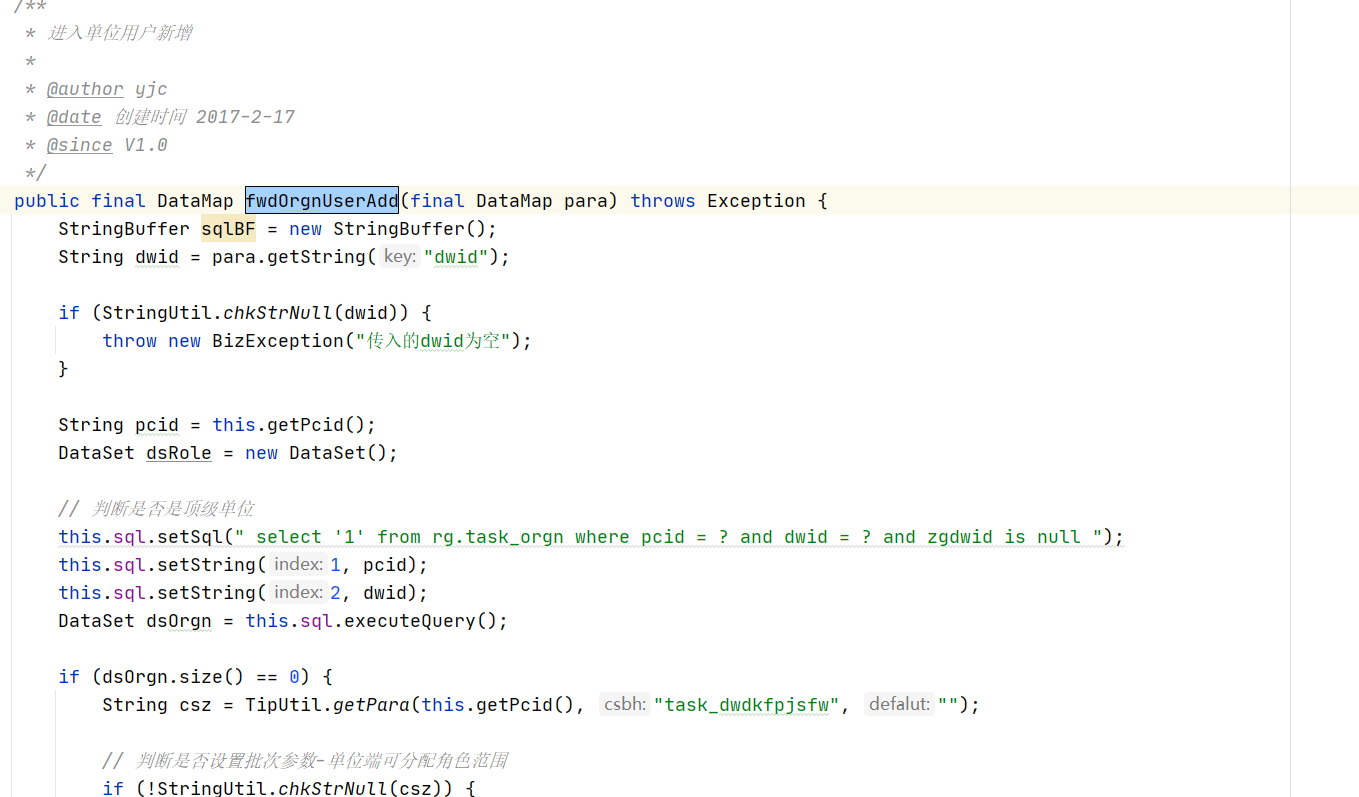 /**
 * 进入单位用户新增
 *
 * @author yjc
 * @date 创建时间 2017-2-17
 * @since V1.0
 */
public final DataMap fwdOrgnUserAdd(final DataMap para) throws Exception {
    StringBuffer sqlBF = new StringBuffer();
    String dwid = para.getString( key: "dwid");

    if (StringUtil.chkStrNull(dwid)) {
        throw new BizException("传入的dwid为空");
    }

    String pcid = this.getPcid();
    DataSet dsRole = new DataSet();

    // 判断是否是顶级单位
    this.sql.setSql(" select '1' from rg.task_orgn where pcid = ? and dwid = ? and zgdwid is null ");
    this.sql.setString( index: 1, pcid);
    this.sql.setString( index: 2, dwid);
    DataSet dsOrgn = this.sql.executeQuery();

    if (dsOrgn.size() == 0) {
        String csz = TipUtil.getPara(this.getPcid(), csbh: "task_dwdkfpjsfw", defalut: "");

        // 判断是否设置批次参数-单位端可分配角色范围
        if (!StringUtil.chkStrNull(csz)) {